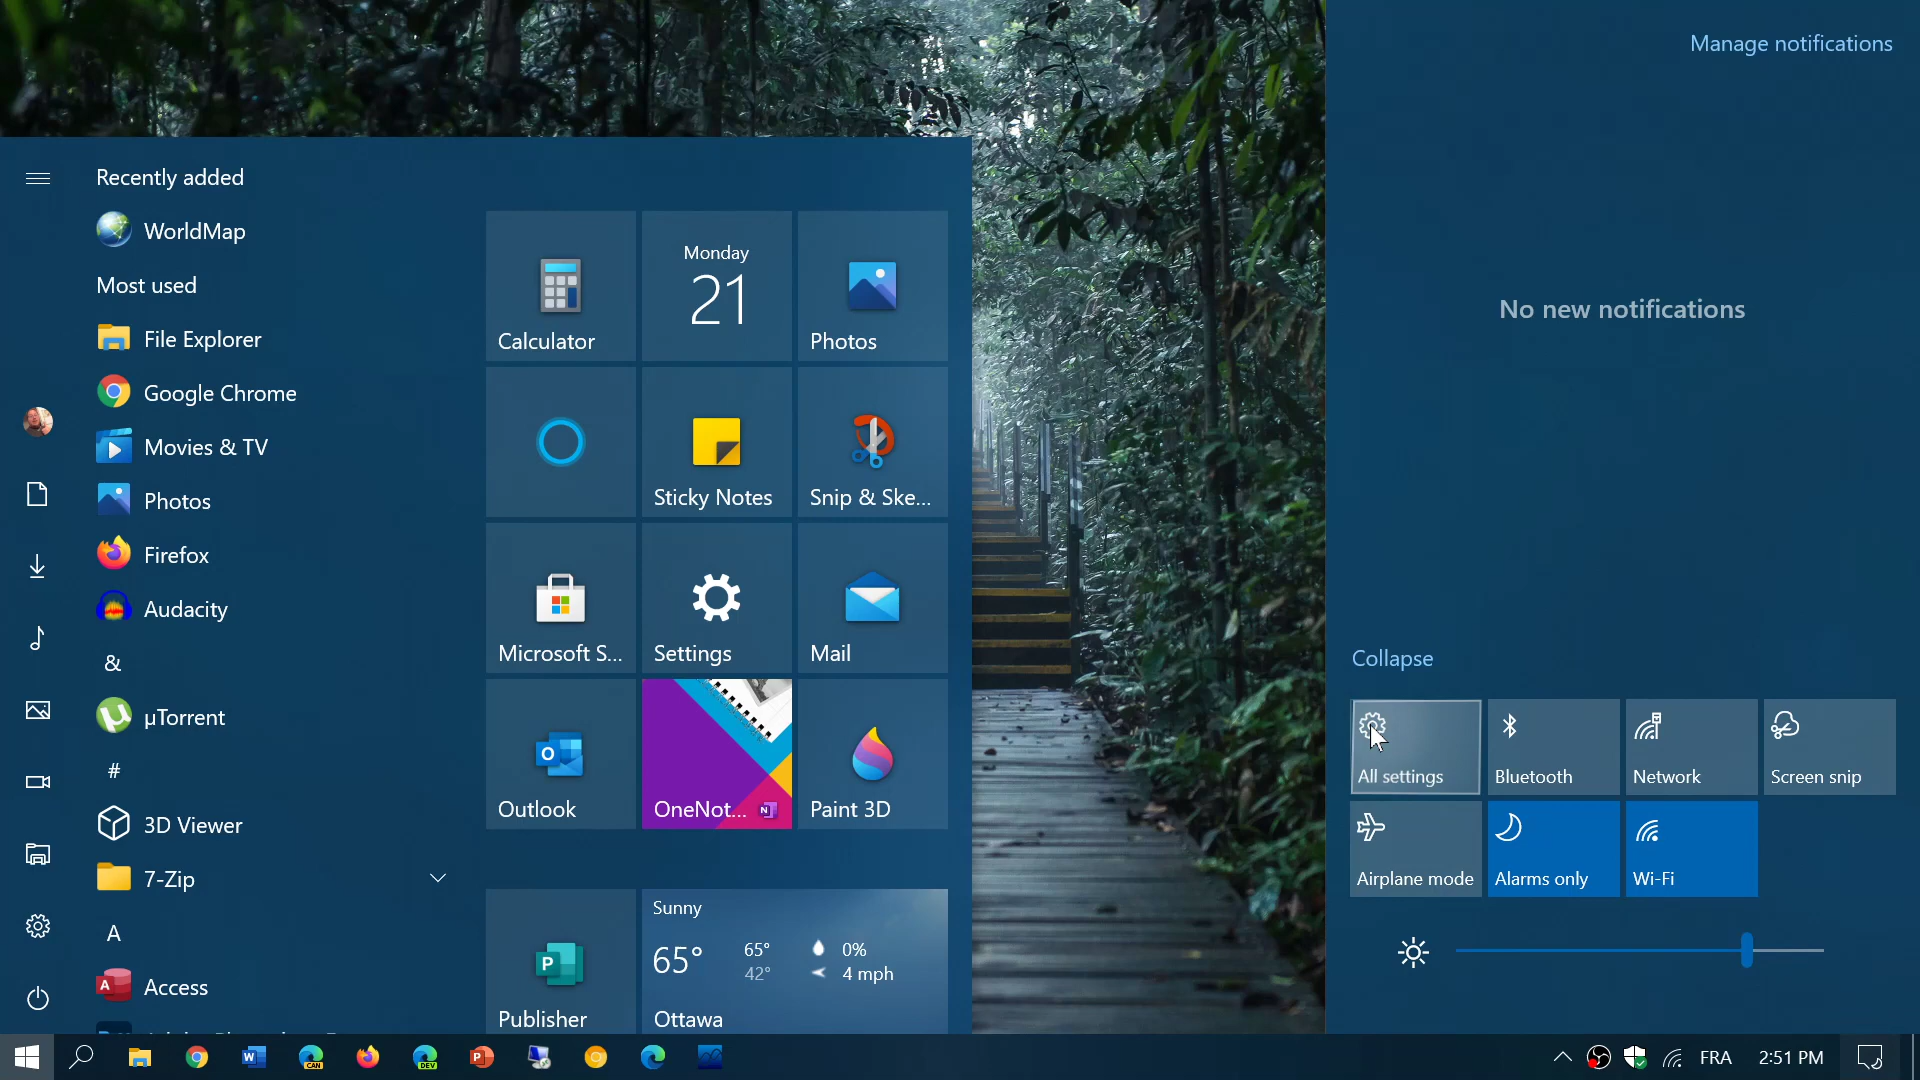 Manage notifications
No new notifications
Recently added
WorldMap
Most used
File Explorer
Google Chrome
Movies & TV
Photos
Firefox
Audacity
&
µTorrent
#
3D Viewer
7-Zip
A
Access
Calculator
Monday
21
Photos
Sticky Notes
Snip & Ske...
Microsoft S...
Settings
Mail
Outlook
OneNot...
Paint 3D
Publisher
Sunny
65°
65°
42°
0%
4 mph
Ottawa
Collapse
All settings
Bluetooth
Network
Screen snip
Airplane mode
Alarms only
Wi-Fi
CAN
DEV
FRA
2:51 PM